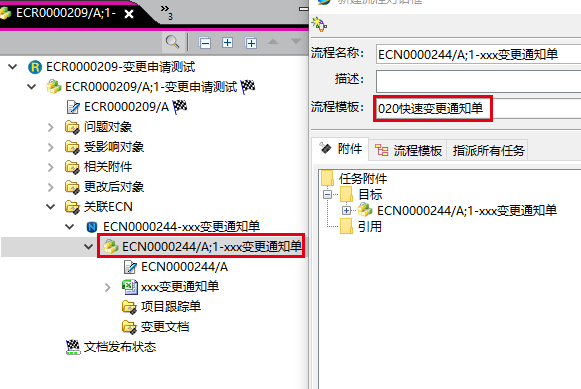 ECR0000209/A;1-
3
ECR0000209-变更申请测试
ECR0000209/A;1-变更申请测试
ECR0000209/A
问题对象
受影响对象
相关附件
更改后对象
关联ECN
ECN0000244-xxx变更通知单
ECN0000244/A;1-xxx变更通知单
ECN0000244/A
xxx变更通知单
项目跟踪单
变更文档
文档发布状态
新建流程对话框
流程名称: ECN0000244/A;1-xxx变更通知单
描述:
流程模板: 020快速变更通知单
附件 流程模板 指派所有任务
任务附件
目标
ECN0000244/A;1-xxx变更通知单
引用